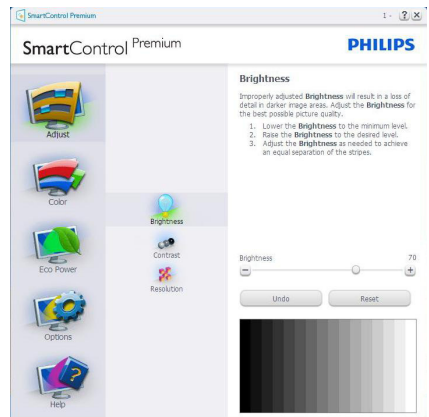 SmartControl Premium
1 -
?
X
SmartControl Premium
PHILIPS
Adjust
Color
Eco Power
Options
Help
Brightness
Contrast
Resolution
Brightness
Improperly adjusted Brightness will result in a loss of
detail in darker image areas. Adjust the Brightness for
the best possible picture quality.
1. Lower the Brightness to the minimum level.
2. Raise the Brightness to the desired level.
3. Adjust the Brightness as needed to achieve
an equal separation of the stripes.
Brightness 70
Undo Reset